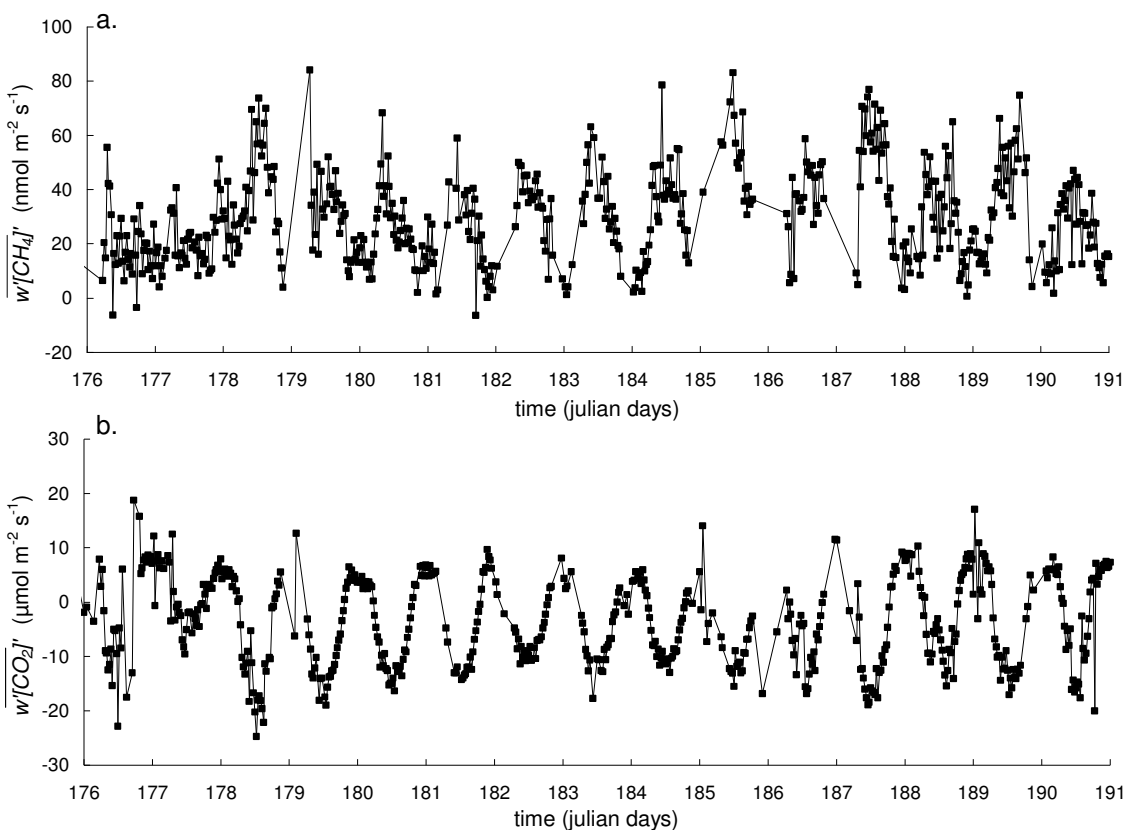 a.
100
80
60
40
20
0
-20
w'[CH₄]' (nmol m⁻² s⁻¹)
176 177 178 179 180 181 182 183 184 185 186 187 188 189 190 191
time (julian days)
b.
30
20
10
0
-10
-20
-30
w'[CO₂]' (μmol m⁻² s⁻¹)
176 177 178 179 180 181 182 183 184 185 186 187 188 189 190 191
time (julian days)